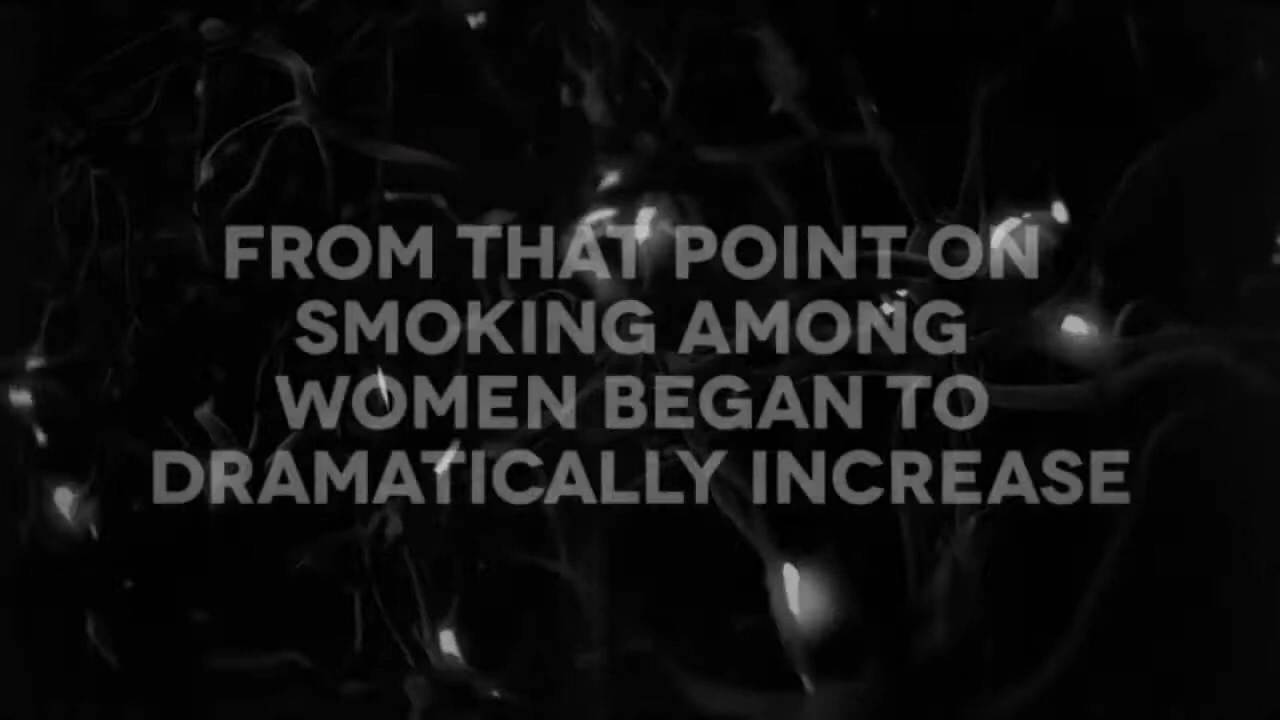 FROM THAT POINT ON
SMOKING AMONG
WOMEN BEGAN TO
DRAMATICALLY INCREASE